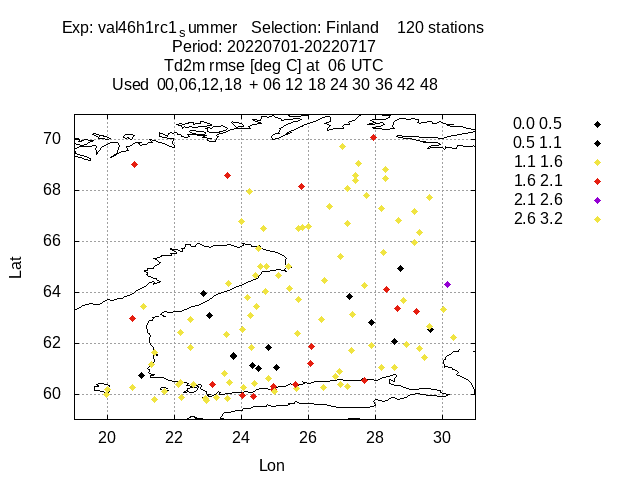 Exp: val46h1rc1_summer Selection: Finland 120 stations
Period: 20220701-20220717
Td2m rmse [deg C] at 06 UTC
Used 00,06,12,18 + 06 12 18 24 30 36 42 48
0.0 0.5
0.5 1.1
1.1 1.6
1.6 2.1
2.1 2.6
2.6 3.2
70
68
66
64
62
60
Lat
20 22 24 26 28 30
Lon